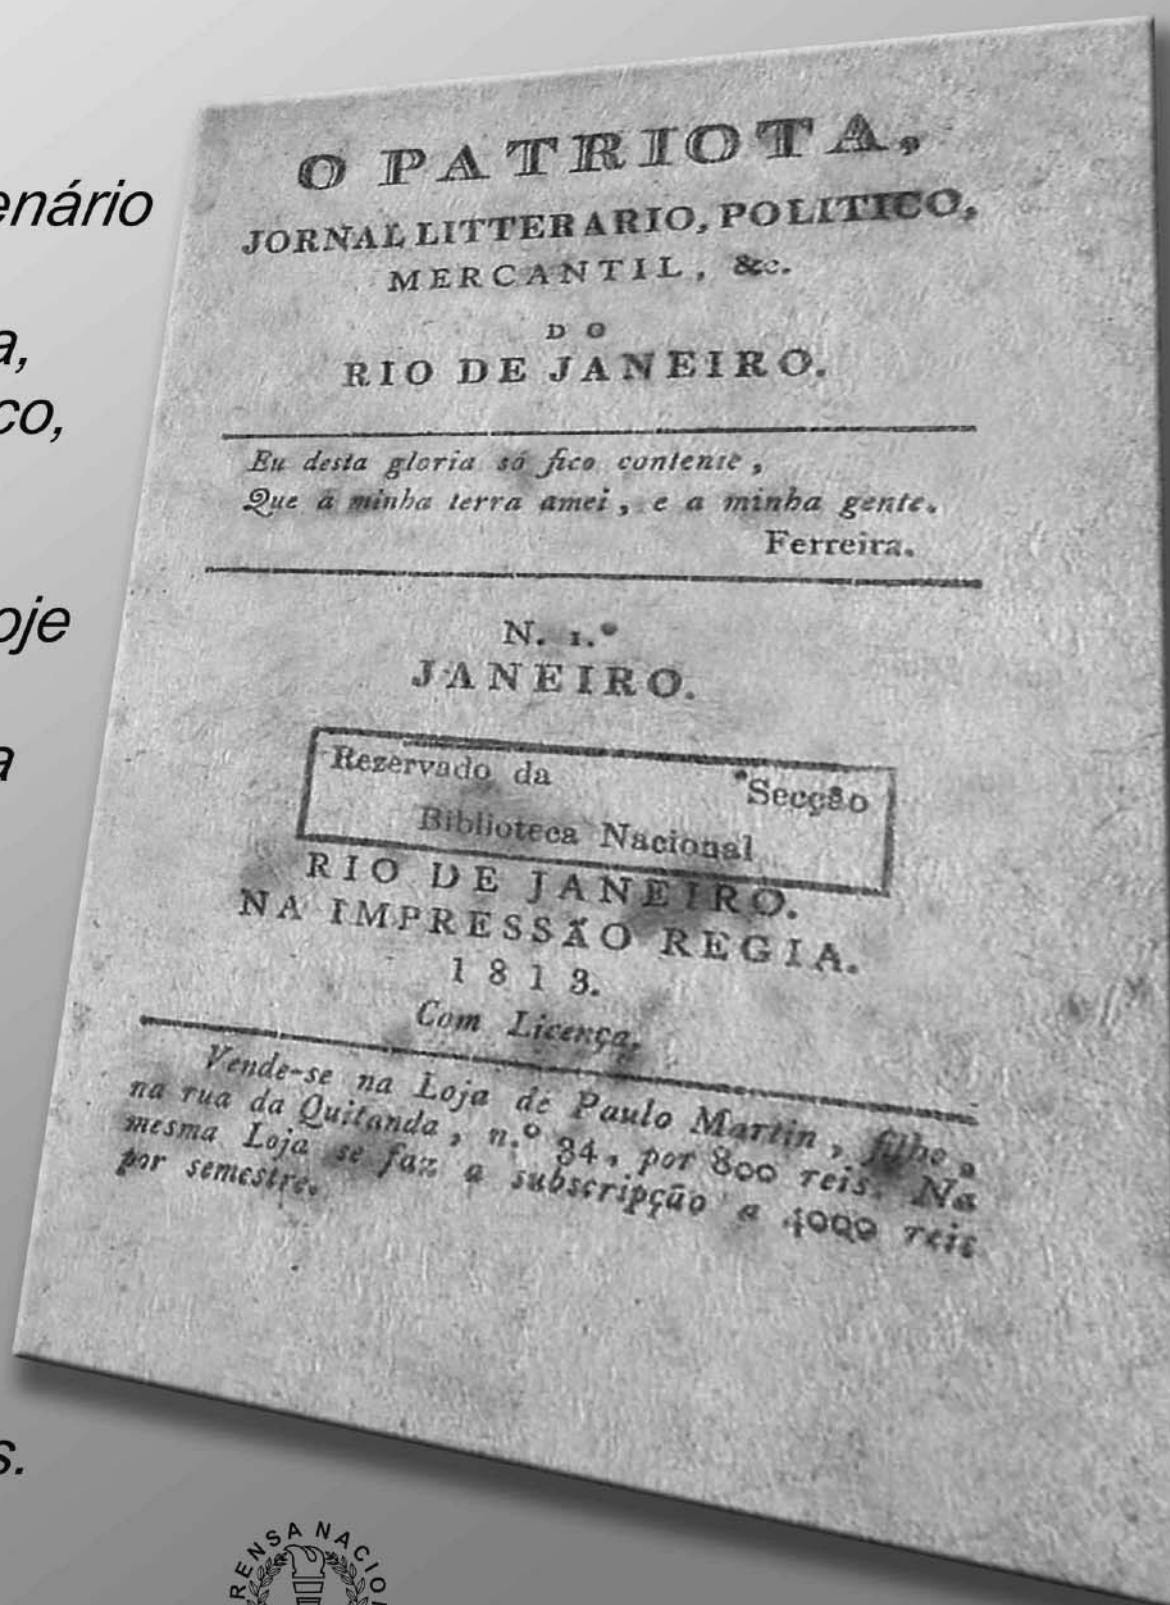 enário
a,
co,
oje
a
s.
O PATRIOTA,
JORNAL LITTERARIO, POLITICO,
MERCANTIL, &c.
DO
RIO DE JANEIRO.
Eu desta gloria só fico contente,
Que a minha terra amei, e a minha gente.
Ferreira.
N. 1.º
JANEIRO.
Rezervado da Secção
Biblioteca Nacional
RIO DE JANEIRO.
NA IMPRESSÃO REGIA.
1813.
Com Licença.
Vende-se na Loja de Paulo Martin, filho,
na rua da Quitanda, n.º 34, por 800 reis. Na
mesma Loja se faz a subscripção a 4000 reis
por semestre.
RENSA NACIO